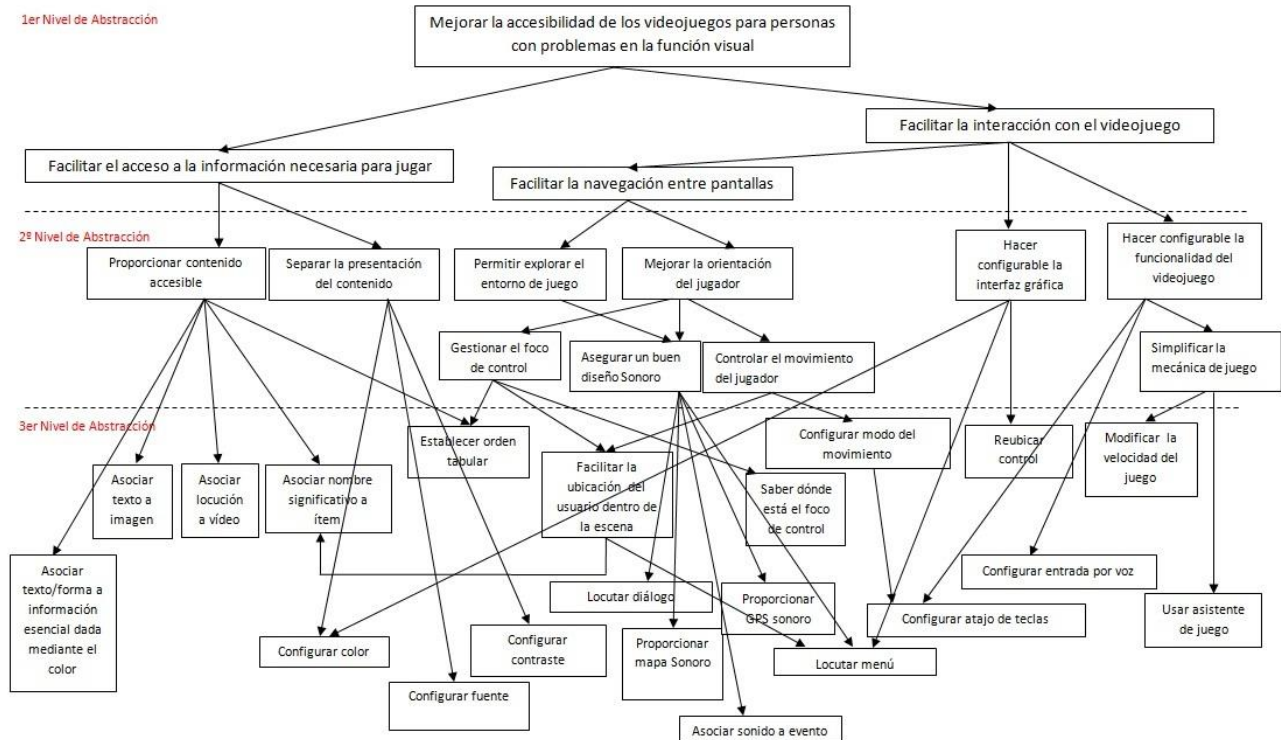 1er Nivel de Abstracción
Mejorar la accesibilidad de los videojuegos para personas
con problemas en la función visual
Facilitar la interacción con el videojuego
Facilitar el acceso a la información necesaria para jugar
Facilitar la navegación entre pantallas
2º Nivel de Abstracción
Proporcionar contenido
accesible
Separar la presentación
del contenido
Permitir explorar el
entorno de juego
Mejorar la orientación
del jugador
Hacer
configurable la
interfaz gráfica
Hacer configurable la
funcionalidad del
videojuego
Gestionar el foco
de control
Asegurar un buen
diseño Sonoro
Controlar el movimiento
del jugador
Simplificar la
mecánica de juego
3er Nivel de Abstracción
Establecer orden
tabular
Configurar modo del
movimiento
Reubicar
control
Modificar la
velocidad del
juego
Asociar
texto a
imagen
Asociar
locución
a vídeo
Asociar nombre
significativo a
ítem
Facilitar la
ubicación del
usuario dentro de
la escena
Saber dónde
está el foco
de control
Asociar
texto/forma a
información
esencial dada
mediante el
color
Configurar color
Configurar fuente
Configurar
contraste
Locutar diálogo
Proporcionar
mapa Sonoro
Proporcionar
GPS sonoro
Asociar sonido a evento
Locutar menú
Configurar atajo de teclas
Configurar entrada por voz
Usar asistente
de juego